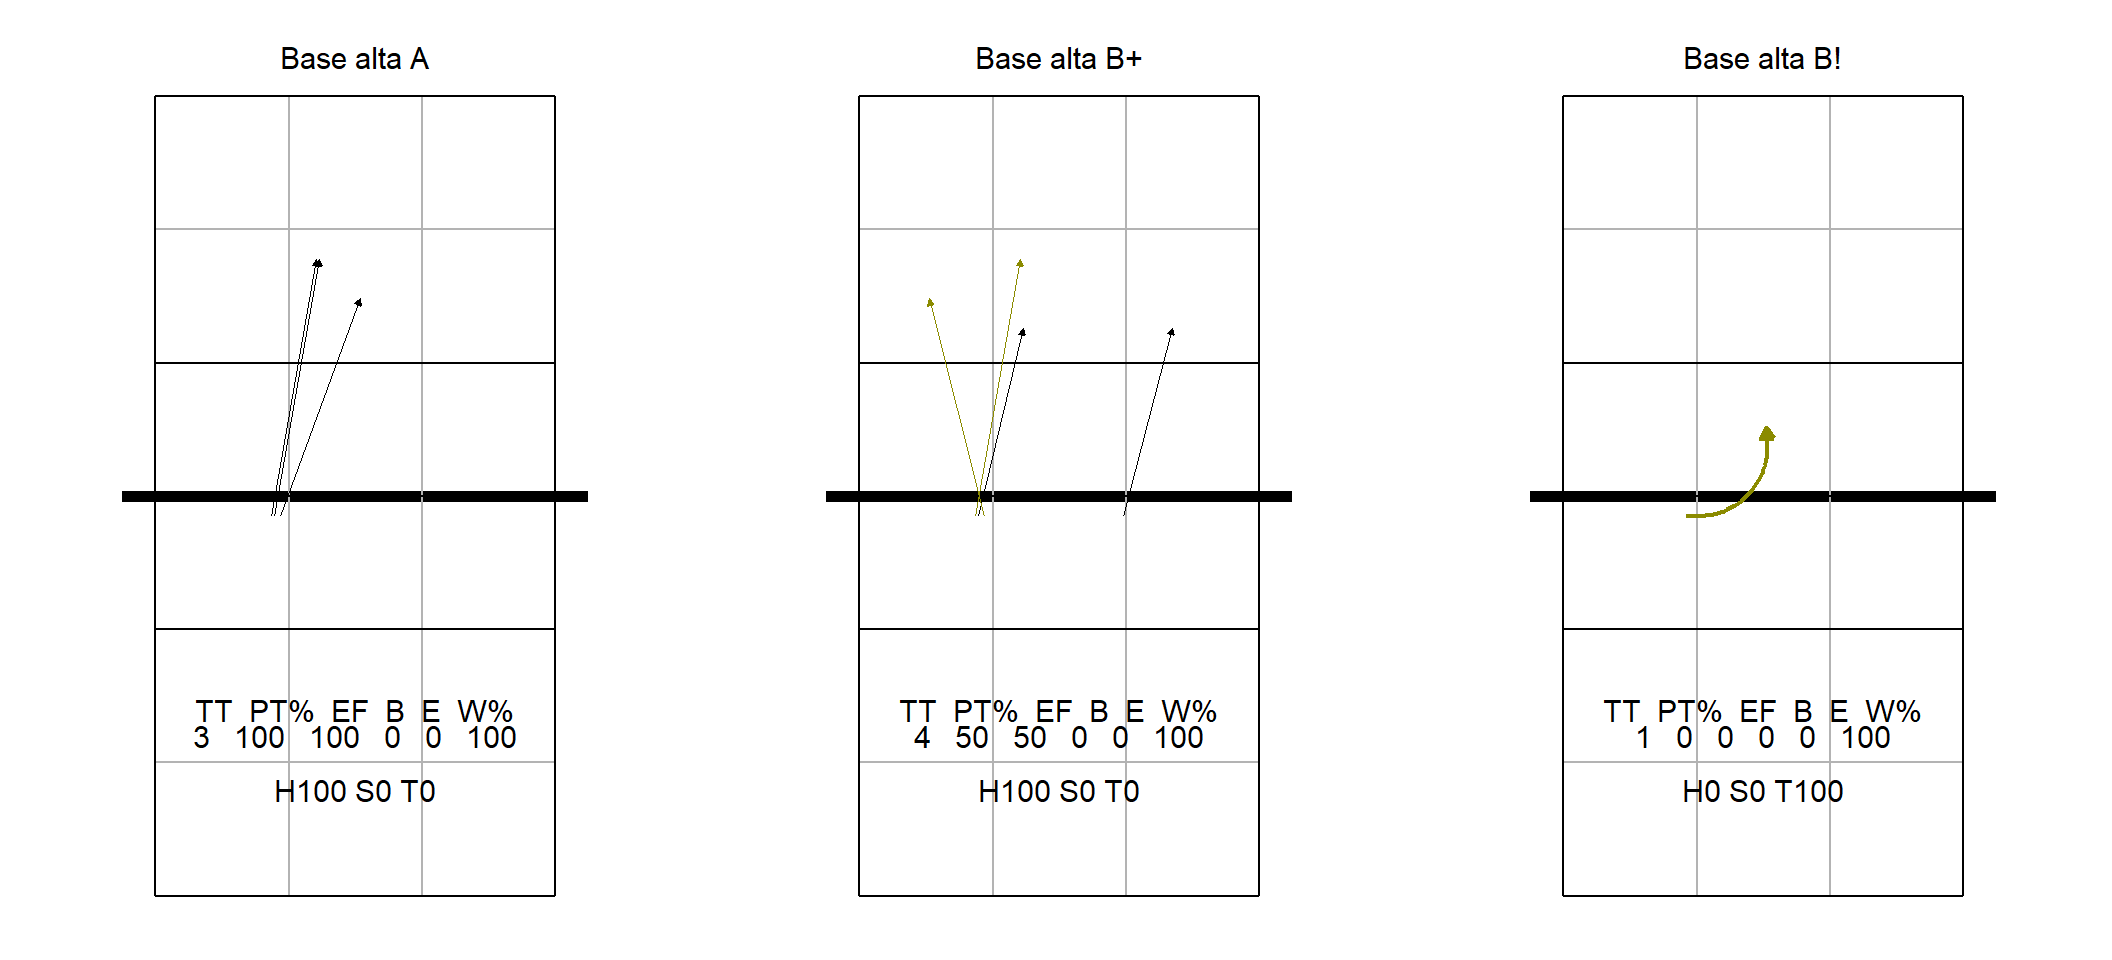 Base alta A
TT PT% EF B E W%
3 100 100 0 0 100
H100 S0 T0
Base alta B+
TT PT% EF B E W%
4 50 50 0 0 100
H100 S0 T0
Base alta B!
TT PT% EF B E W%
1 0 0 0 0 100
H0 S0 T100